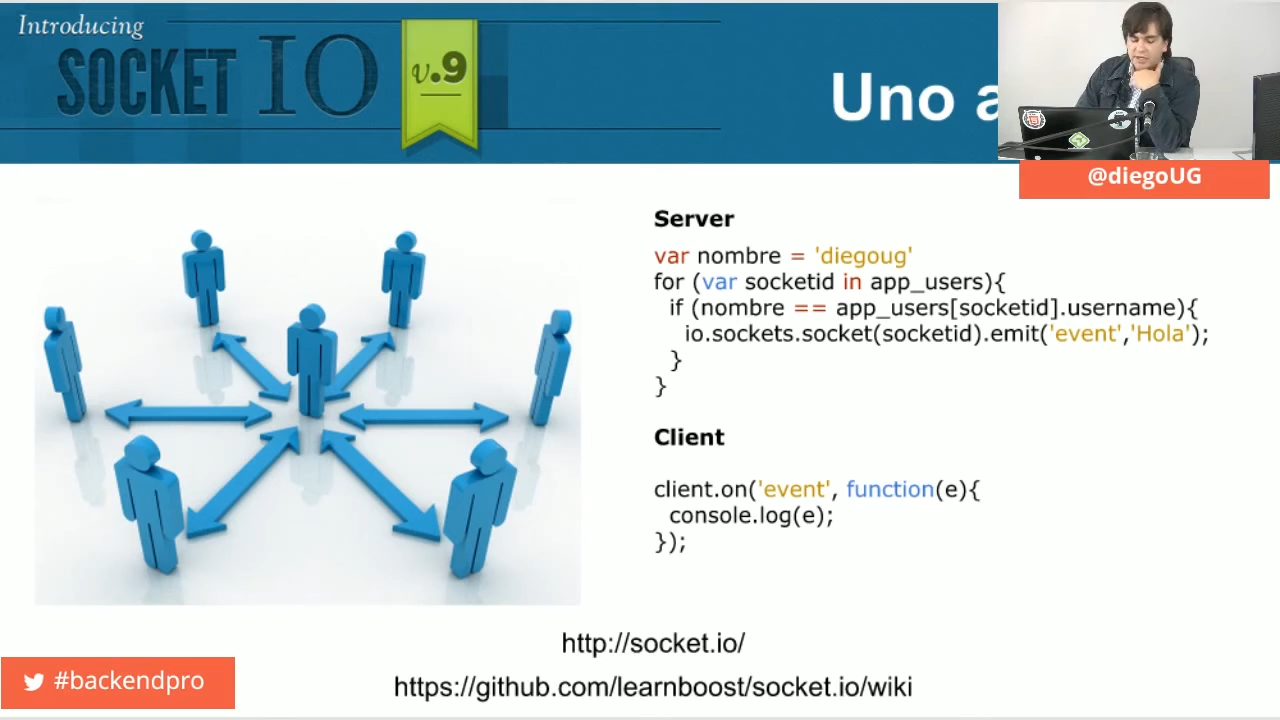 Introducing
SOCKET IO
v.9
Uno a
@diegoUG
Server
var nombre = 'diegoug'
for (var socketid in app_users){
if (nombre == app_users[socketid].username){
io.sockets.socket(socketid).emit('event','Hola');
}
}
Client
client.on('event', function(e){
console.log(e);
});
http://socket.io/
#backendpro
https://github.com/learnboost/socket.io/wiki